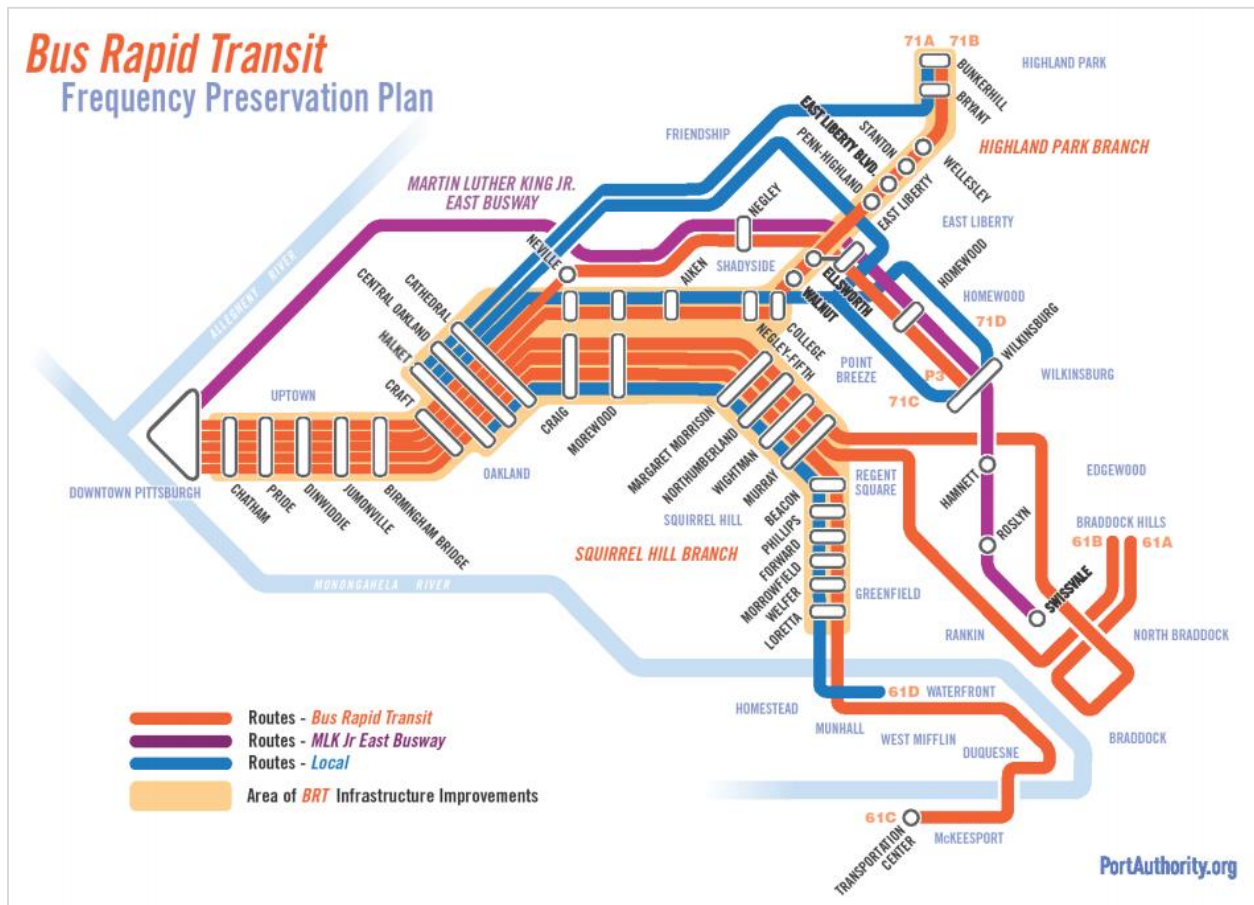 Bus Rapid Transit
Frequency Preservation Plan
71A 71B
BUNKERHILL
BRYANT
HIGHLAND PARK
FRIENDSHIP
EAST LIBERTY BLVD.
STANTON
PENN-HIGHLAND
WELLESLEY
HIGHLAND PARK BRANCH
MARTIN LUTHER KING JR.
EAST BUSWAY
NEGLEY
EAST LIBERTY
EAST LIBERTY
NEVILLE
SHADYSIDE
AIKEN
ELLSWORTH
WALNUT
HOMEWOOD
HOMEWOOD
71D
ALLEGHENY RIVER
CATHEDRAL
CENTRAL OAKLAND
HALKET
CRAFT
COLLEGE
NEGLEY-FIFTH
POINT
BREEZE
P3
71C
WILKINSBURG
WILKINSBURG
UPTOWN
CRAIG
MOREWOOD
MARGARET MORRISON
NORTHUMBERLAND
WIGHTMAN
MURRAY
DOWNTOWN PITTSBURGH
CHATHAM
PRIDE
DINWIDDIE
JUMONVILLE
BIRMINGHAM BRIDGE
OAKLAND
REGENT
SQUARE
HAMNETT
EDGEWOOD
SQUIRREL HILL
BEACON
PHILLIPS
FORWARD
MORROWFIELD
WELFER
LORETTA
BRADDOCK HILLS
61B 61A
ROSLYN
SQUIRREL HILL BRANCH
GREENFIELD
SWISSVALE
MONONGAHELA RIVER
RANKIN
NORTH BRADDOCK
61D WATERFRONT
HOMESTEAD
MUNHALL
WEST MIFFLIN
DUQUESNE
BRADDOCK
Routes - Bus Rapid Transit
Routes - MLK Jr East Busway
Routes - Local
Area of BRT Infrastructure Improvements
61C
TRANSPORTATION
CENTER
McKEESPORT
PortAuthority.org